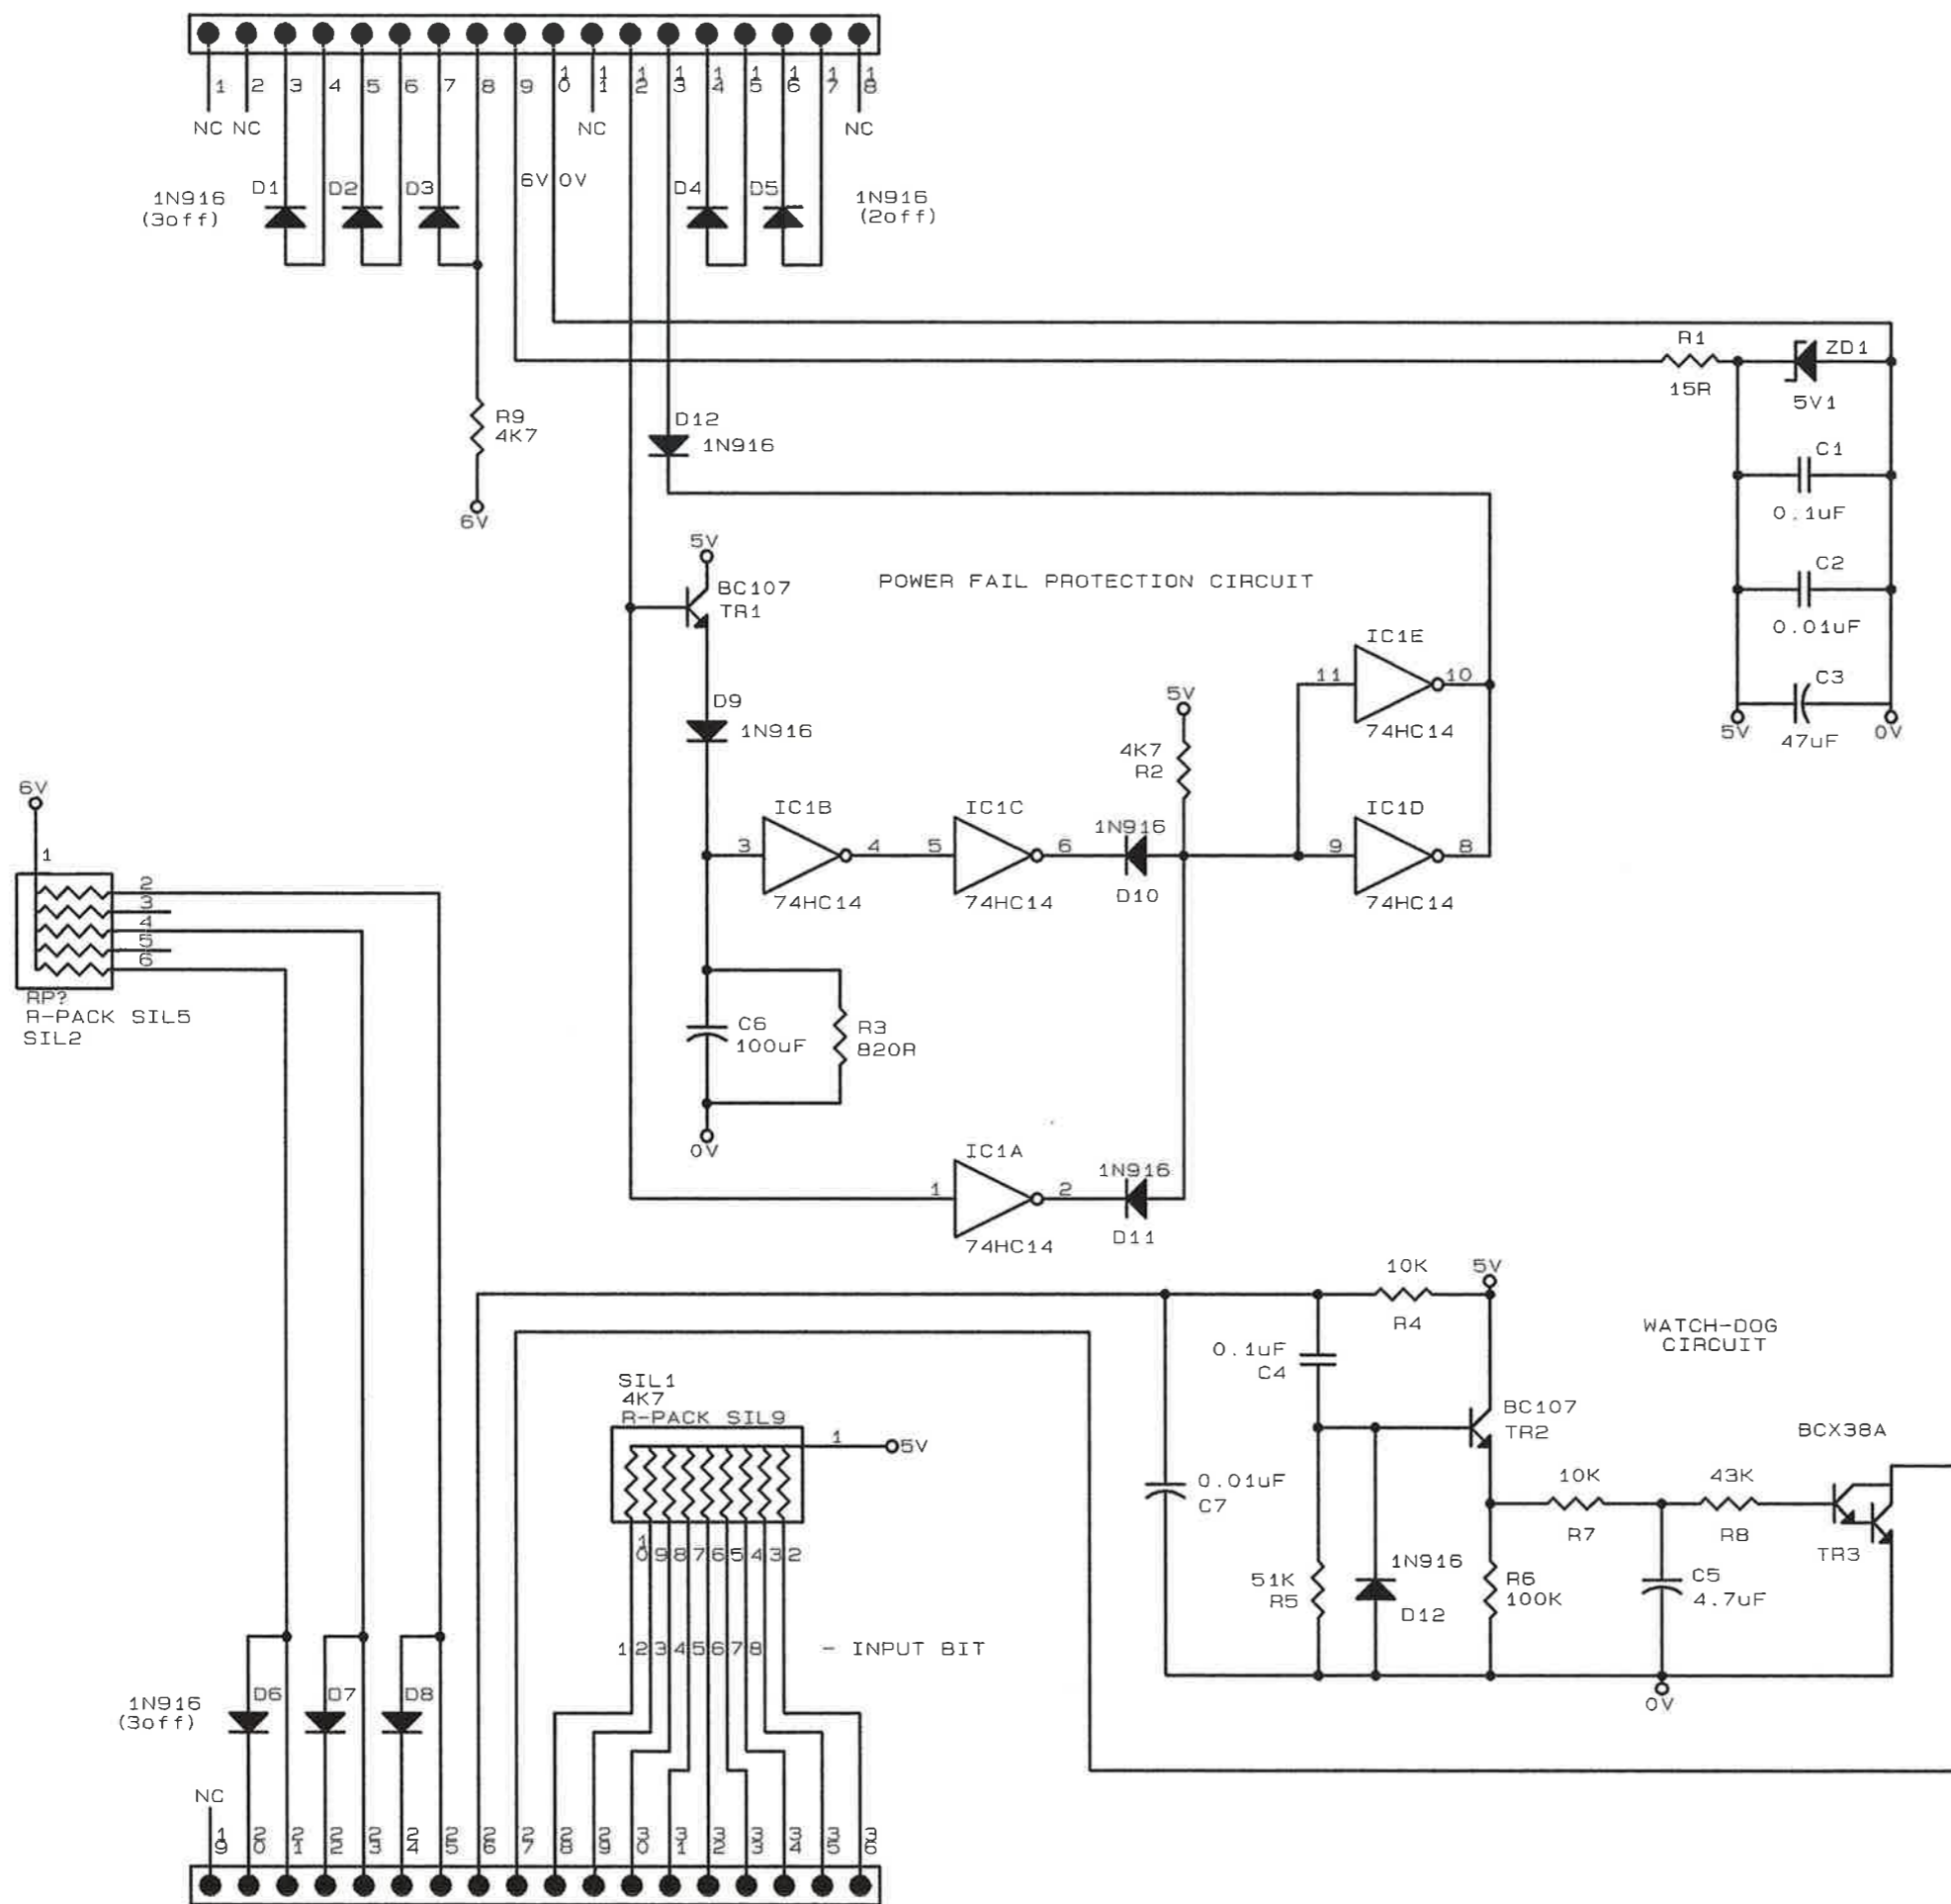 1 2 3 4 5 6 7 8 9 10 11 12 13 14 15 16 17 18
NC NC NC NC
1N916
(3off)
D1 D2 D3
6V 0V
D4 D5
1N916
(2off)
R1
15R
ZD1
5V1
R9
4K7
6V
D12
1N916
C1
0.1uF
C2
0.01uF
C3
47uF
5V 0V
5V
BC107
TR1
POWER FAIL PROTECTION CIRCUIT
D9
1N916
IC1E
11 10
74HC14
5V
4K7
R2
IC1B
3 4
74HC14
IC1C
5 6
74HC14
1N916
D10
IC1D
9 8
74HC14
6V
1
2
3
4
5
6
RP?
R-PACK SIL5
SIL2
C6
100uF
R3
820R
0V
IC1A
1 2
74HC14
1N916
D11
10K
R4
5V
WATCH-DOG
CIRCUIT
0.1uF
C4
SIL1
4K7
R-PACK SIL9
1 5V
10 9 8 7 6 5 4 3 2
0.01uF
C7
BC107
TR2
BCX38A
10K
R7
43K
R8
TR3
51K
R5
1N916
D12
R6
100K
C5
4.7uF
0V
1 2 3 4 5 6 7 8 - INPUT BIT
1N916
(3off)
D6 D7 D8
NC
19 20 21 22 23 24 25 26 27 28 29 30 31 32 33 34 35 36